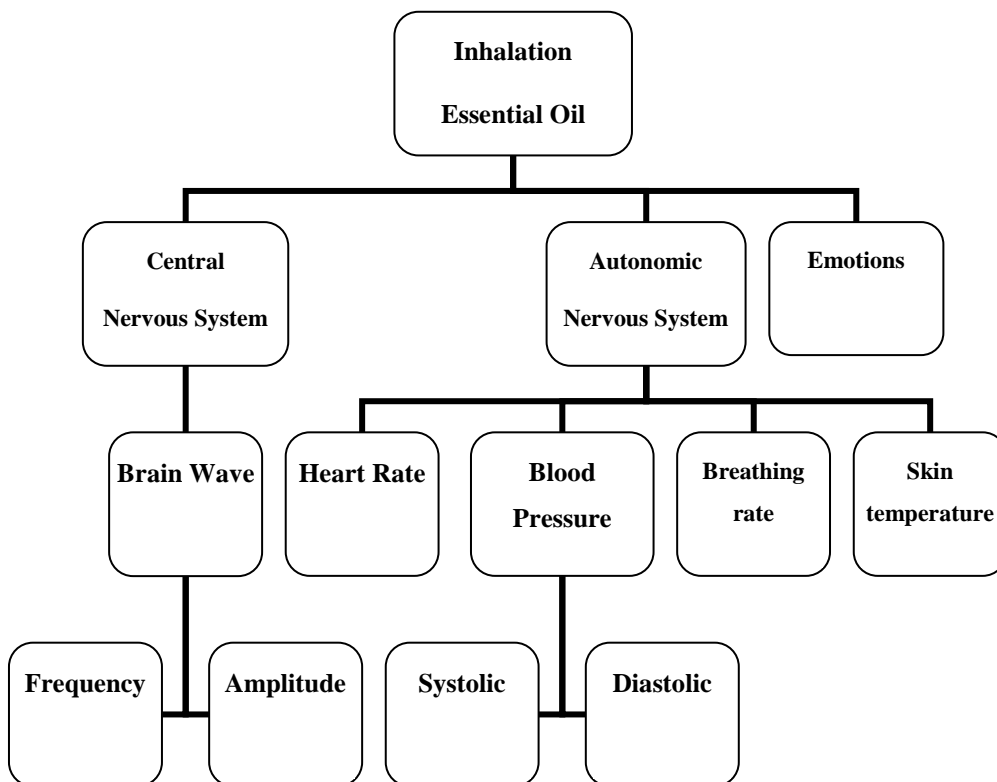 Inhalation
Essential Oil
Central
Nervous System
Autonomic
Nervous System
Emotions
Brain Wave
Heart Rate
Blood
Pressure
Breathing
rate
Skin
temperature
Frequency
Amplitude
Systolic
Diastolic